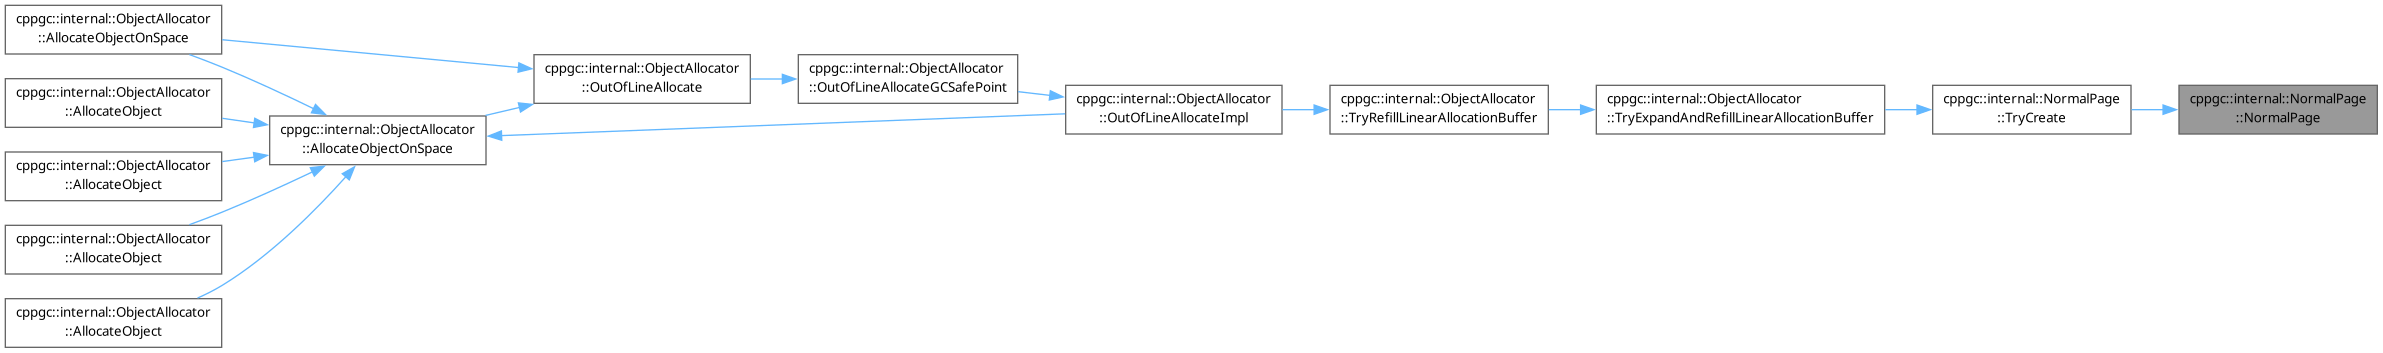 cppgc::internal::ObjectAllocator
::AllocateObjectOnSpace
cppgc::internal::ObjectAllocator
::AllocateObject
cppgc::internal::ObjectAllocator
::AllocateObject
cppgc::internal::ObjectAllocator
::AllocateObject
cppgc::internal::ObjectAllocator
::AllocateObject
cppgc::internal::ObjectAllocator
::AllocateObjectOnSpace
cppgc::internal::ObjectAllocator
::OutOfLineAllocate
cppgc::internal::ObjectAllocator
::OutOfLineAllocateGCSafePoint
cppgc::internal::ObjectAllocator
::OutOfLineAllocateImpl
cppgc::internal::ObjectAllocator
::TryRefillLinearAllocationBuffer
cppgc::internal::ObjectAllocator
::TryExpandAndRefillLinearAllocationBuffer
cppgc::internal::NormalPage
::TryCreate
cppgc::internal::NormalPage
::NormalPage